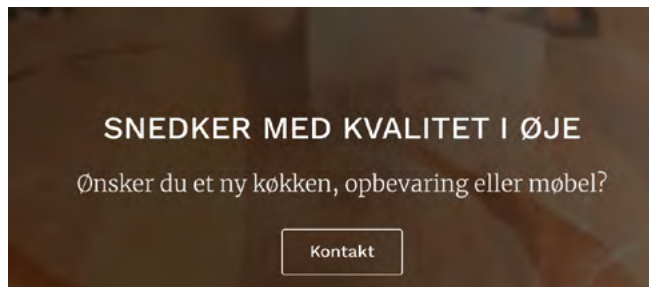 SNEDKER MED KVALITET I ØJE
Ønsker du et ny køkken, opbevaring eller møbel?
Kontakt